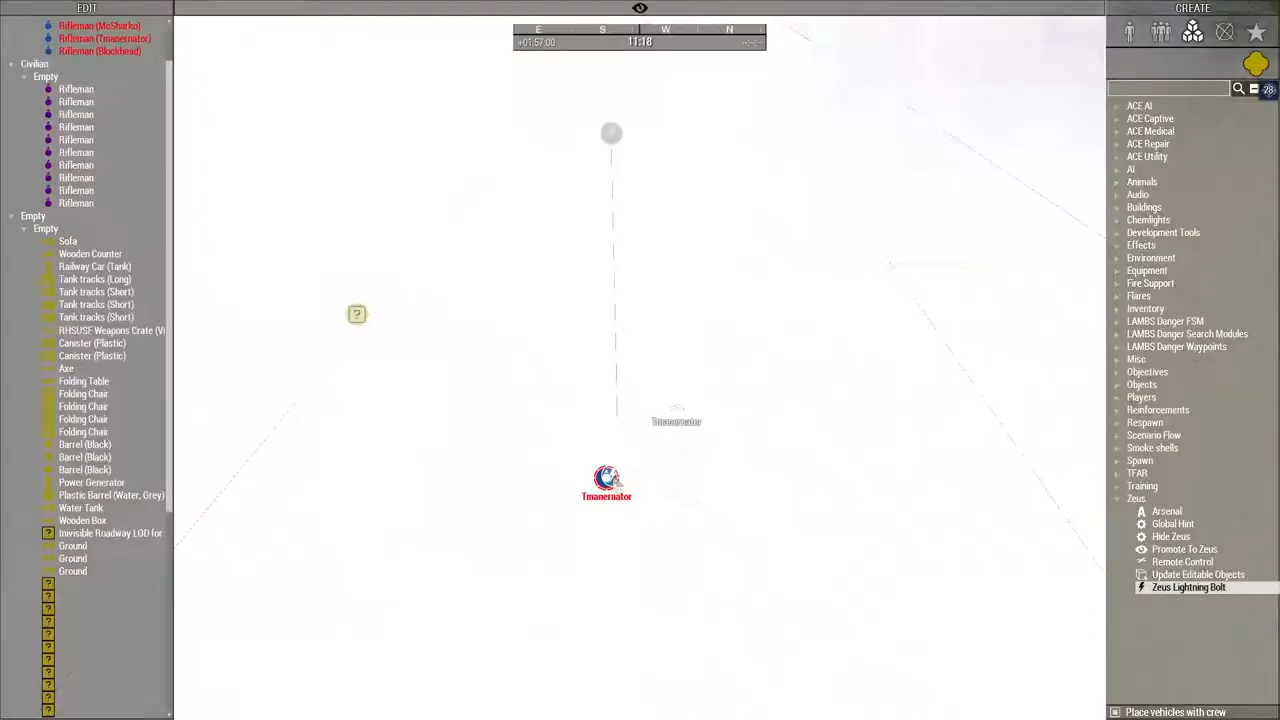 EDIT
Rifleman (McSharko)
Rifleman (Tmanernator)
Rifleman (Blockhead)
Civilian
Empty
Rifleman
Rifleman
Rifleman
Rifleman
Rifleman
Rifleman
Rifleman
Rifleman
Rifleman
Rifleman
Empty
Empty
Sofa
Wooden Counter
Railway Car (Tank)
Tank tracks (Long)
Tank tracks (Short)
Tank tracks (Short)
Tank tracks (Short)
RHSUSF Weapons Crate (Vi
Canister (Plastic)
Canister (Plastic)
Axe
Folding Table
Folding Chair
Folding Chair
Folding Chair
Folding Chair
Barrel (Black)
Barrel (Black)
Barrel (Black)
Power Generator
Plastic Barrel (Water, Grey)
Water Tank
Wooden Box
? Invisible Roadway LOD for
Ground
Ground
Ground
?
?
?
?
?
?
?
?
?
?
?
E S W N
+01:57:00 11:18 --:--:--
?
Tmanernator
Tmanernator
CREATE
-28
ACE AI
ACE Captive
ACE Medical
ACE Repair
ACE Utility
AI
Animals
Audio
Buildings
Chemlights
Development Tools
Effects
Environment
Equipment
Fire Support
Flares
Inventory
LAMBS Danger FSM
LAMBS Danger Search Modules
LAMBS Danger Waypoints
Misc
Objectives
Objects
Players
Reinforcements
Respawn
Scenario Flow
Smoke shells
Spawn
TFAR
Training
Zeus
Arsenal
Global Hint
Hide Zeus
Promote To Zeus
Remote Control
Update Editable Objects
Zeus Lightning Bolt
Place vehicles with crew